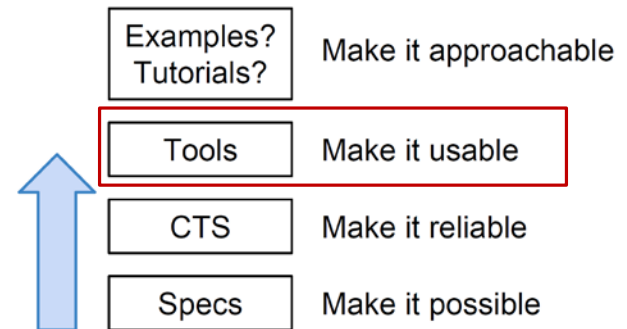 Examples?
Tutorials?
Make it approachable
Tools
Make it usable
CTS
Make it reliable
Specs
Make it possible